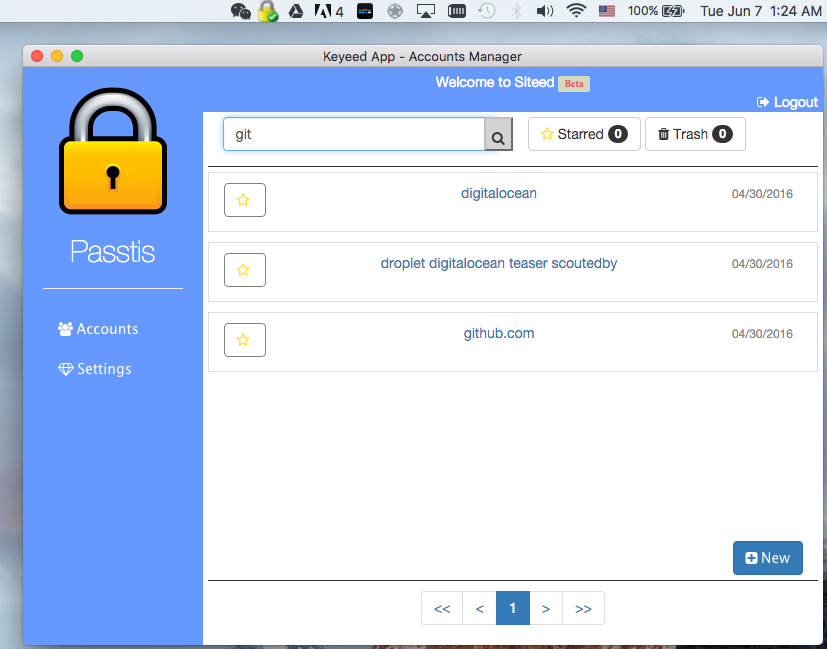 4 100% Tue Jun 7 1:24 AM
Keyeed App - Accounts Manager
Welcome to Siteed Beta
Logout
git
Starred 0
Trash 0
digitalocean 04/30/2016
droplet digitalocean teaser scoutedby 04/30/2016
github.com 04/30/2016
Passtis
Accounts
Settings
New
<< < 1 > >>